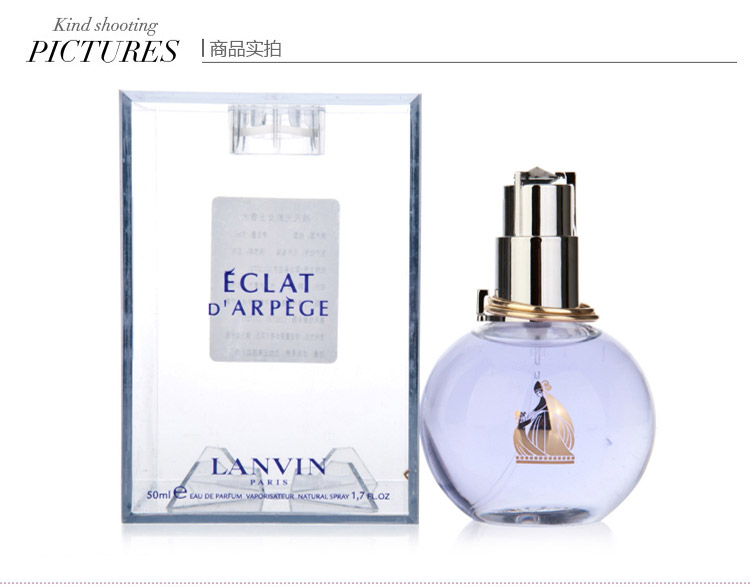 Kind shooting
PICTURES
商品实拍
ÉCLAT
D'ARPÈGE
LANVIN
PARIS
50ml e EAU DE PARFUM VAPORISATEUR NATURAL SPRAY 1,7 FL.OZ